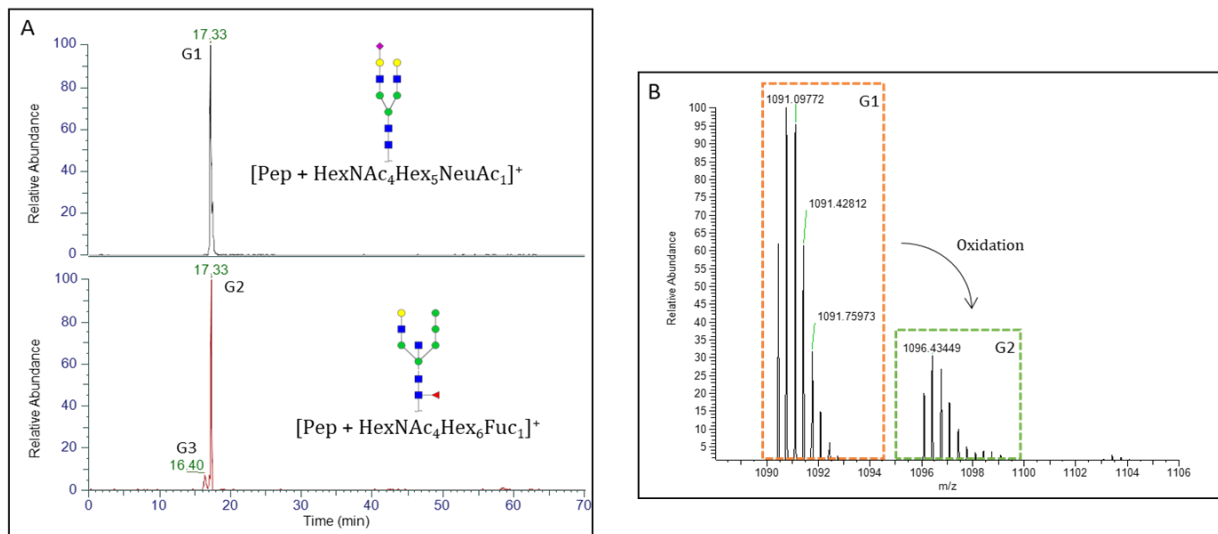 A
17.33
G1
Relative Abundance
100
80
60
40
20
0
[Pep + HexNAc₄Hex₅NeuAc₁]⁺
17.33
G2
Relative Abundance
100
80
60
40
20
0
[Pep + HexNAc₄Hex₆Fuc₁]⁺
G3
16.40
0 10 20 30 40 50 60 70
Time (min)
B
1091.09772
G1
1091.42812
1091.75973
Oxidation
1096.43449
G2
Relative Abundance
100
95
90
85
80
75
70
65
60
55
50
45
40
35
30
25
20
15
10
5
1090 1092 1094 1096 1098 1100 1102 1104 1106
m/z